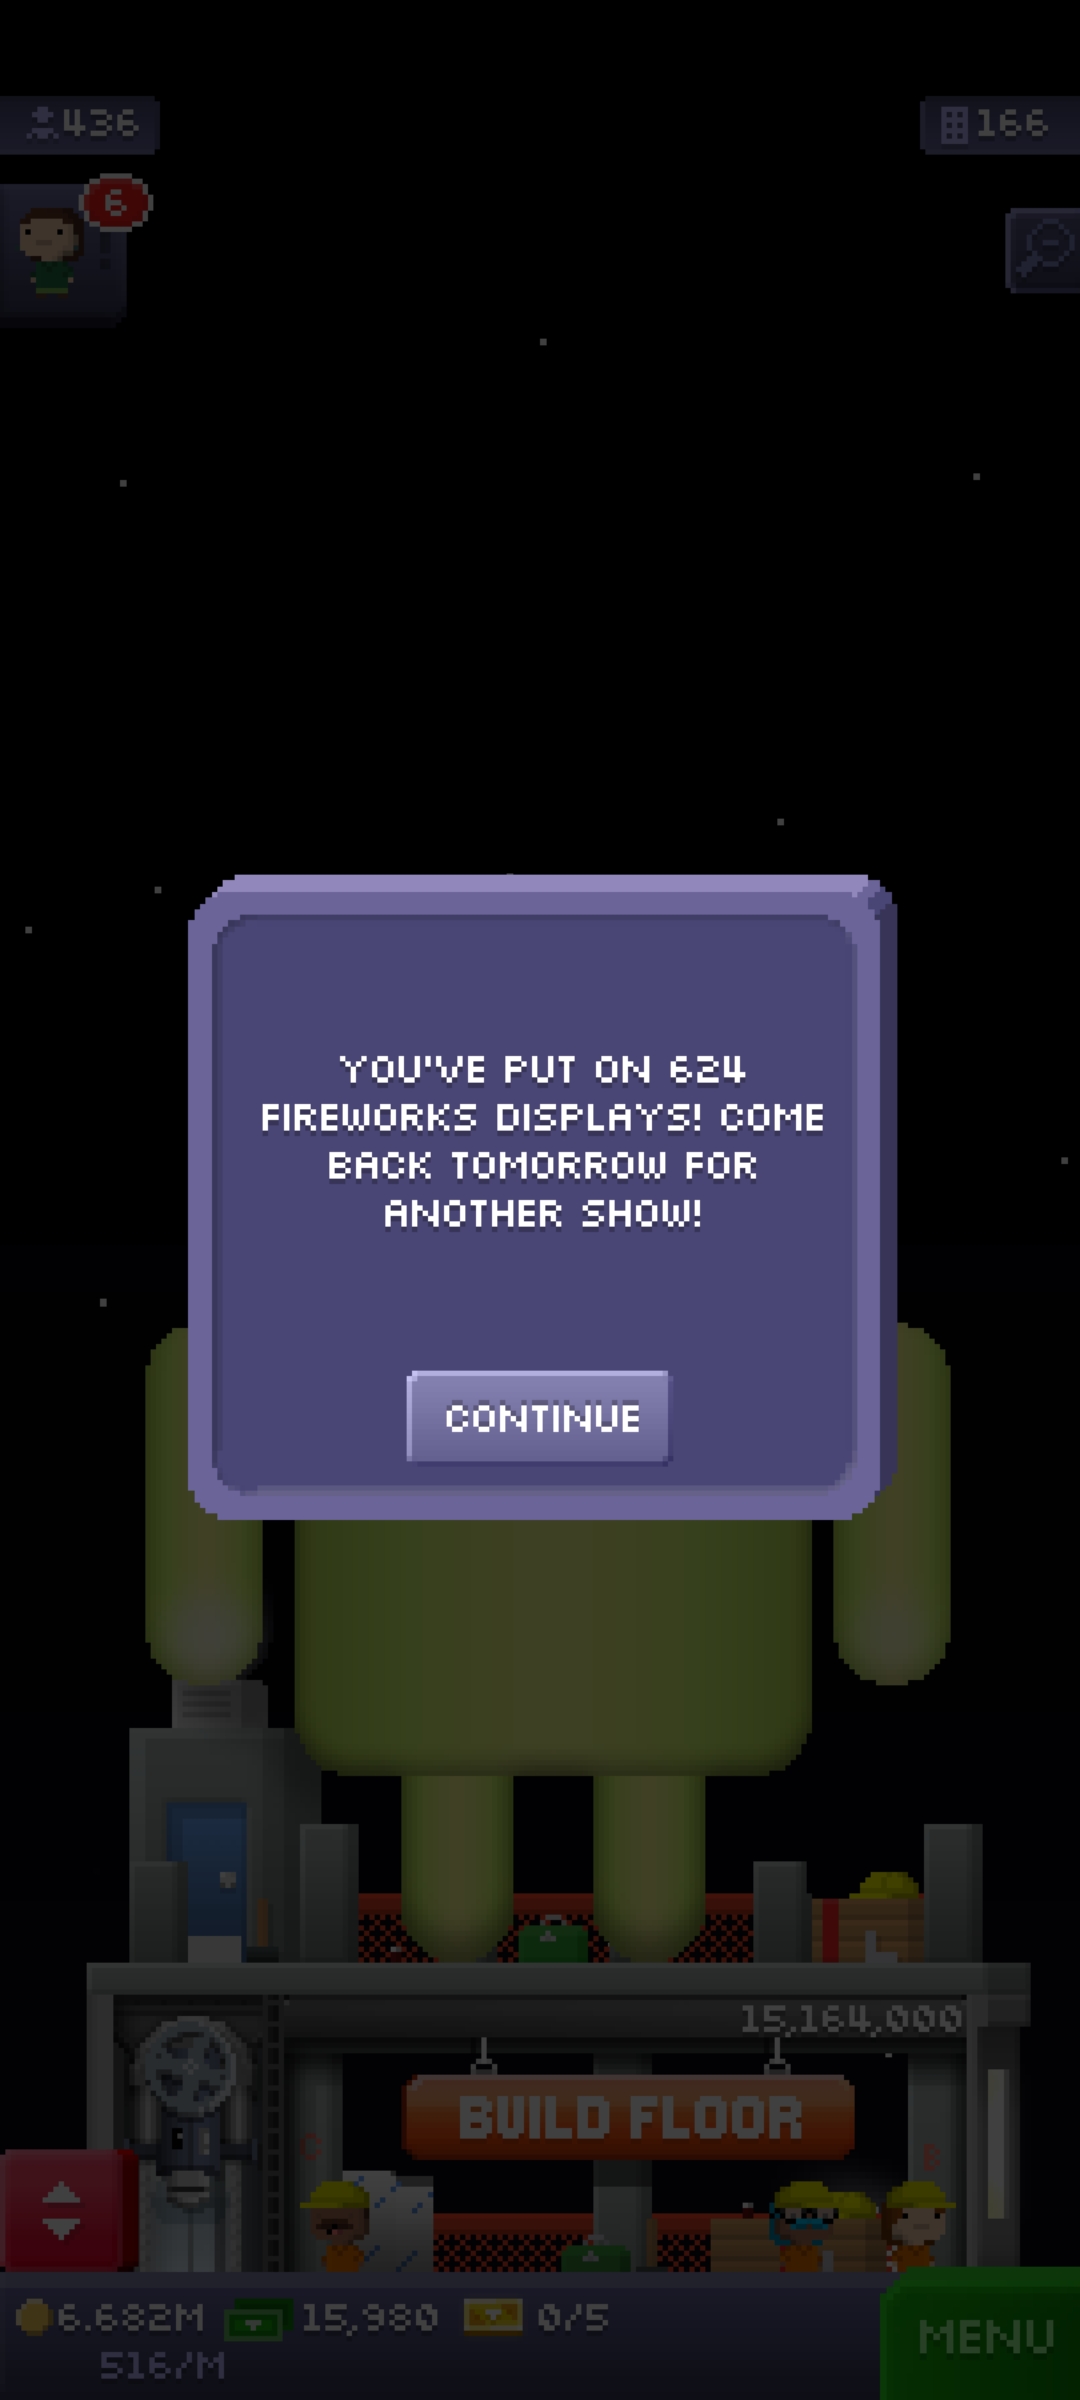 436
166
6
YOU'VE PUT ON 624
FIREWORKS DISPLAYS! COME
BACK TOMORROW FOR
ANOTHER SHOW!
CONTINUE
15,164,000
BUILD FLOOR
C
B
6.682M 15,980 0/5
516/M
MENU